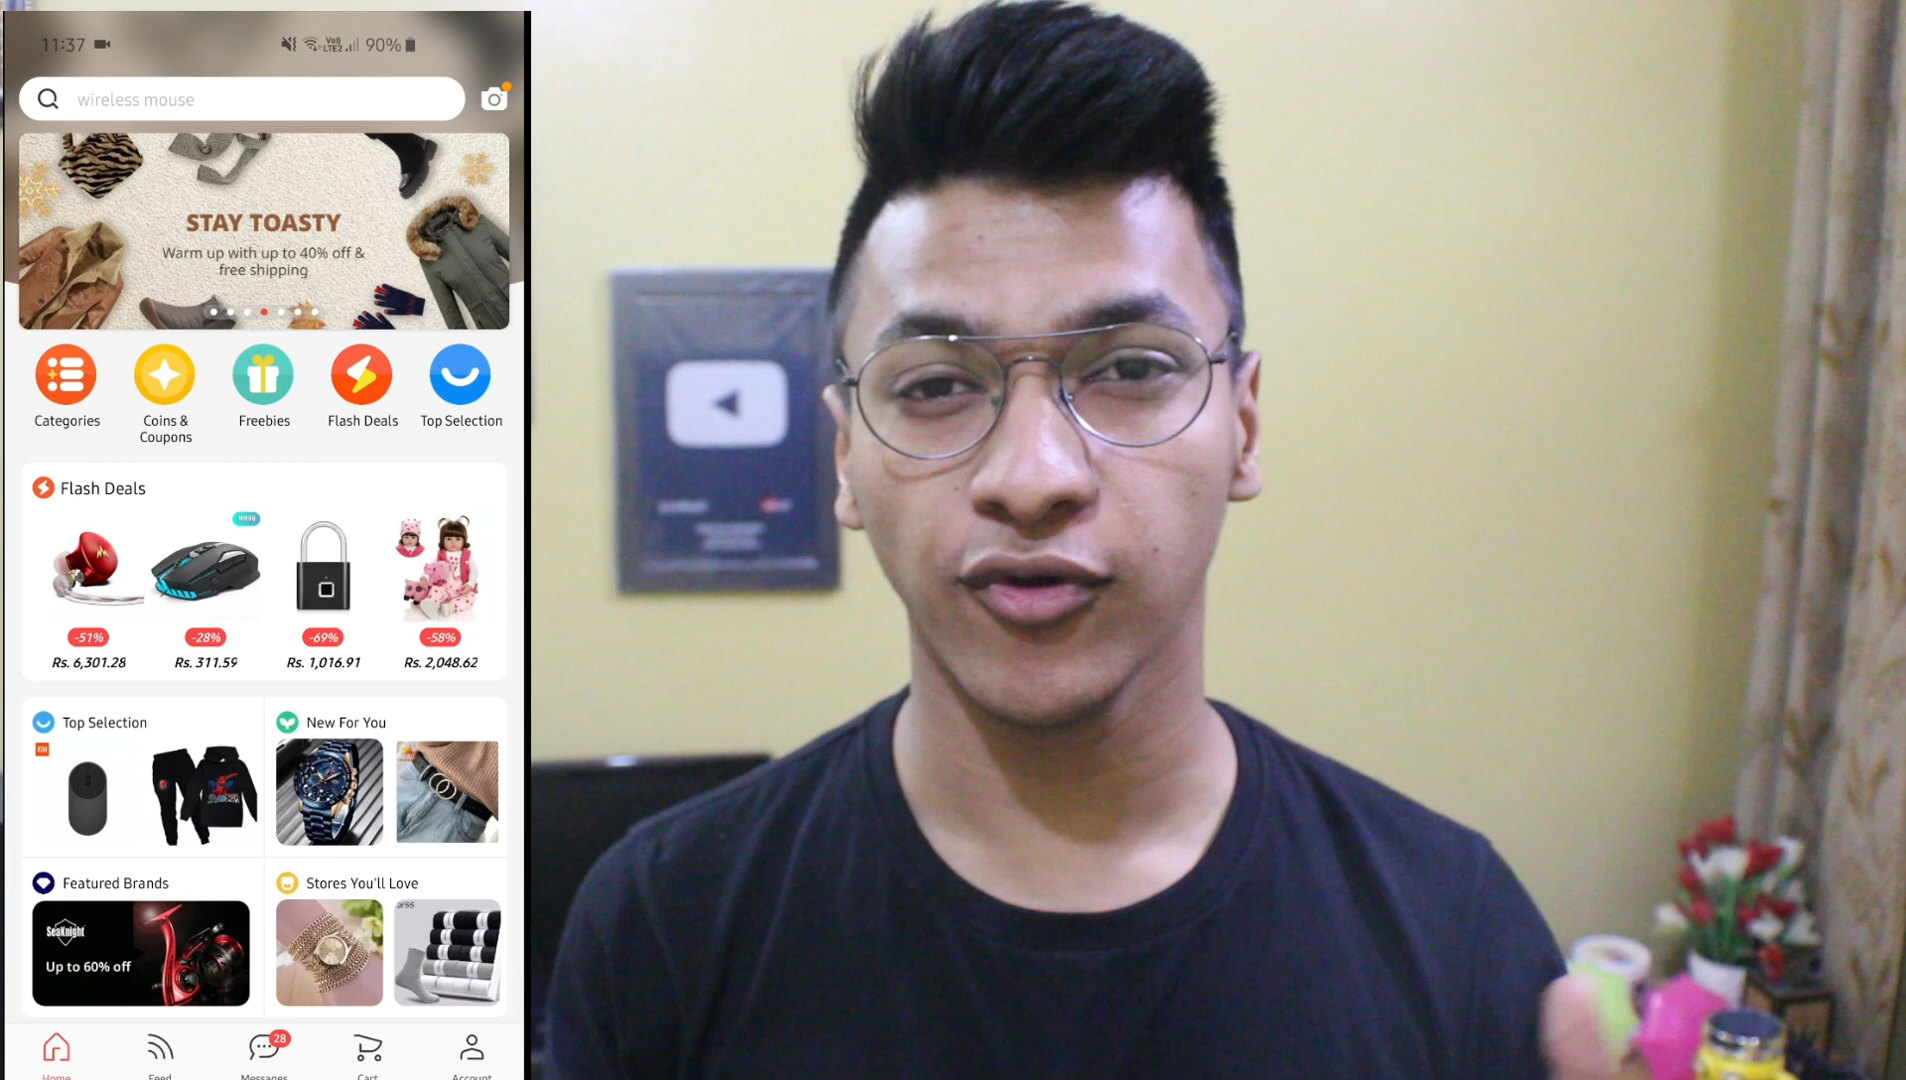 11:37
Vo)) LTE2 90%
wireless mouse
STAY TOASTY
Warm up with up to 40% off &
free shipping
Categories
Coins &
Coupons
Freebies
Flash Deals
Top Selection
Flash Deals
-51%
-28%
-69%
-58%
Rs. 6,301.28
Rs. 311.59
Rs. 1,016.91
Rs. 2,048.62
Top Selection
New For You
Featured Brands
Stores You'll Love
SeaKnight
Up to 60% off
28
Home
Feed
Messages
Cart
Account